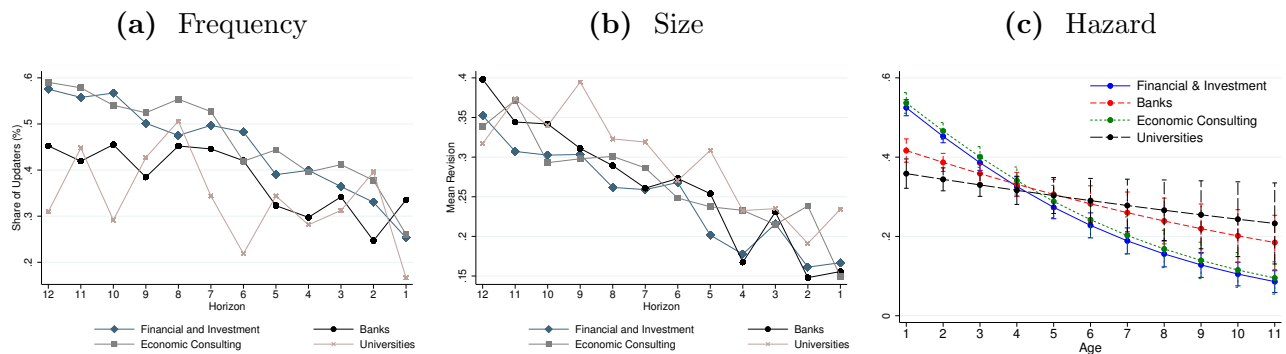 (a) Frequency
Share of Updaters (%)
.6
.5
.4
.3
.2
12 11 10 9 8 7 6 5 4 3 2 1
Horizon
Financial and Investment
Banks
Economic Consulting
Universities
(b) Size
Mean Revision
.4
.35
.3
.25
.2
.15
12 11 10 9 8 7 6 5 4 3 2 1
Horizon
Financial and Investment
Banks
Economic Consulting
Universities
(c) Hazard
.6
.4
.2
0
1 2 3 4 5 6 7 8 9 10 11
Age
Financial & Investment
Banks
Economic Consulting
Universities